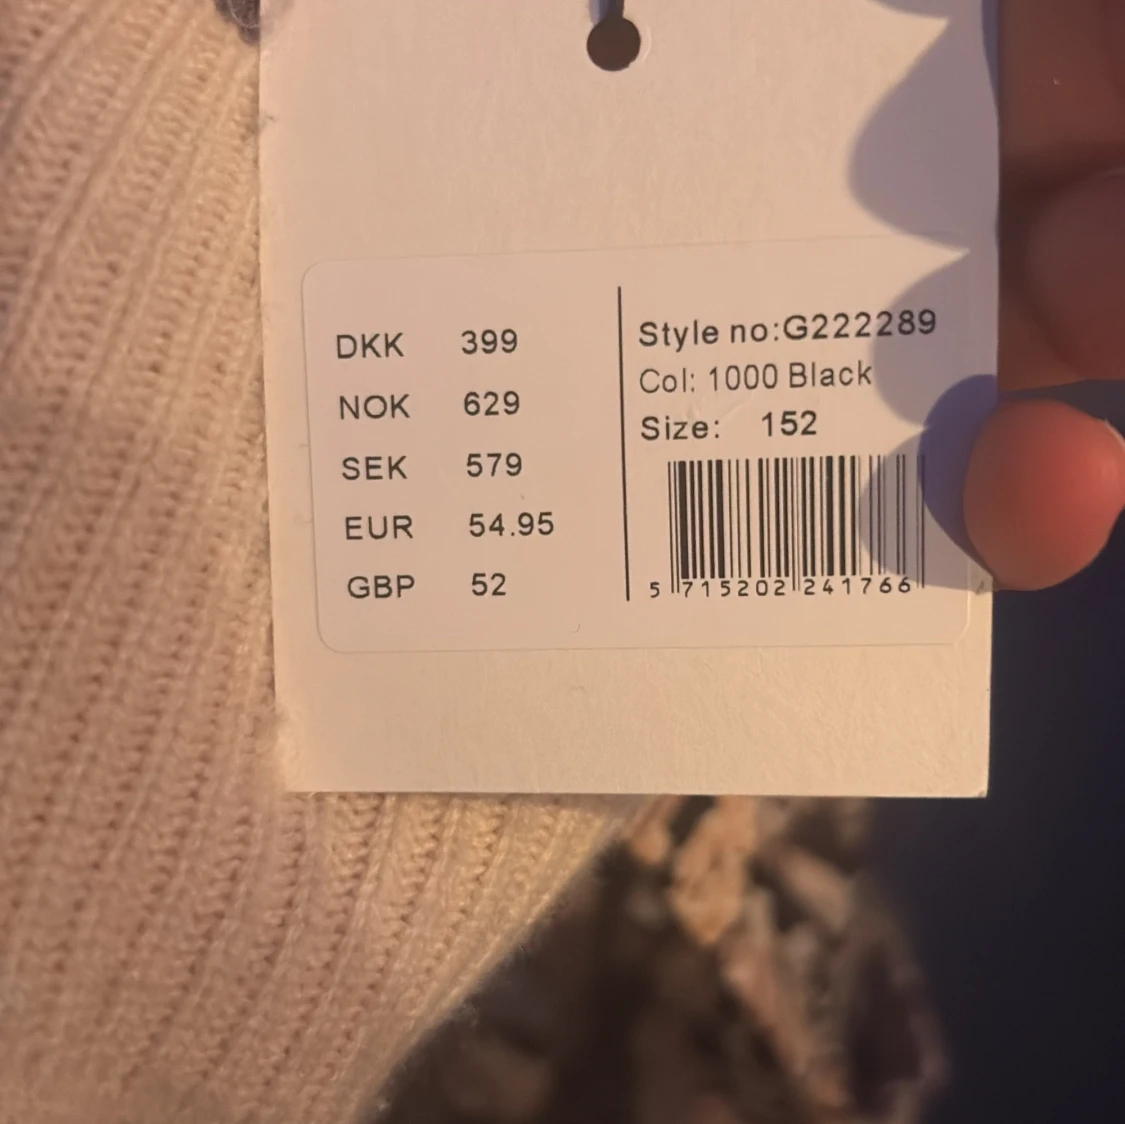 DKK 399
NOK 629
SEK 579
EUR 54.95
GBP 52
Style no:G222289
Col: 1000 Black
Size: 152
5 715202 241766